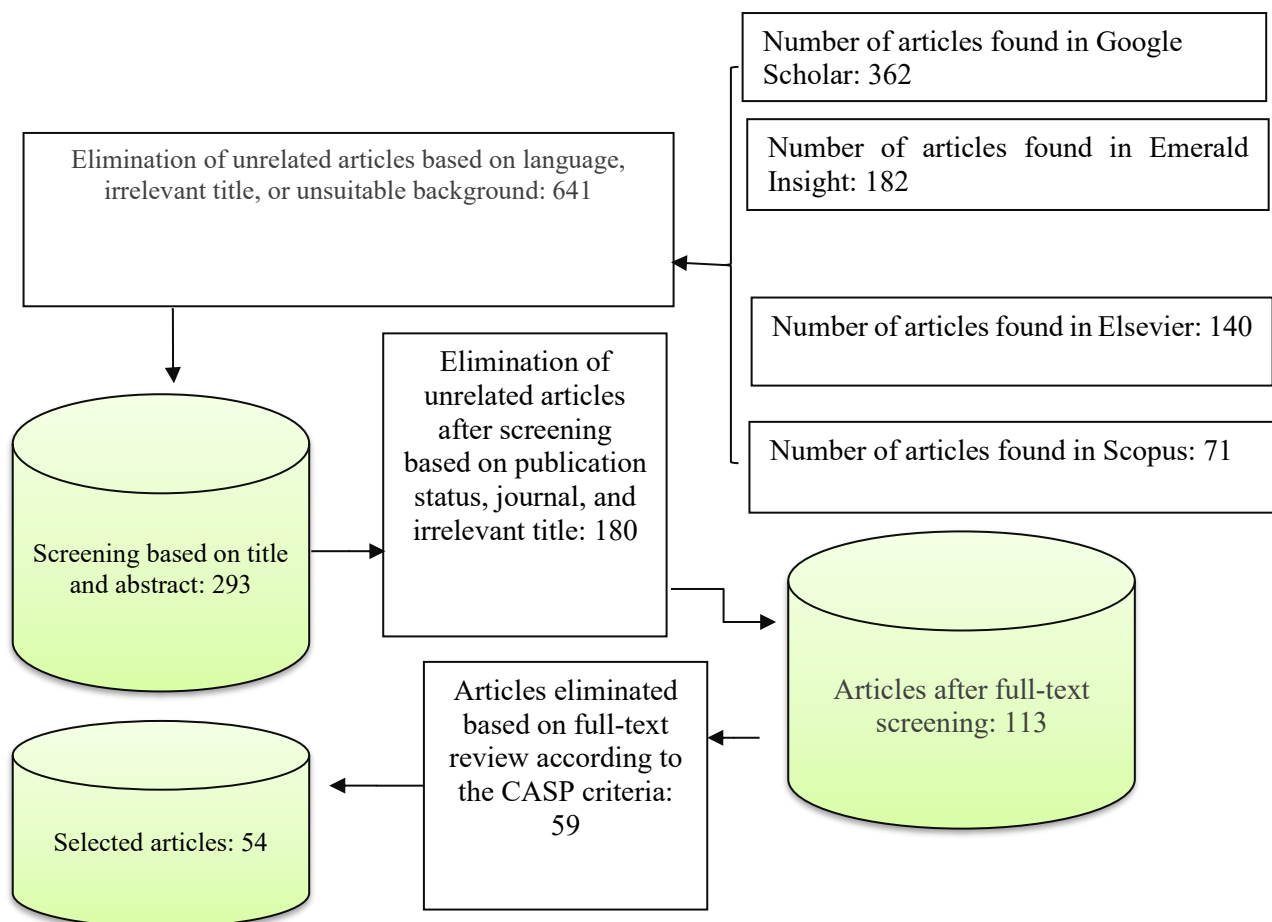 Number of articles found in Google
Scholar: 362
Number of articles found in Emerald
Insight: 182
Number of articles found in Elsevier: 140
Number of articles found in Scopus: 71
Elimination of unrelated articles based on language,
irrelevant title, or unsuitable background: 641
Screening based on title
and abstract: 293
Elimination of
unrelated articles
after screening
based on publication
status, journal, and
irrelevant title: 180
Articles after full-text
screening: 113
Articles eliminated
based on full-text
review according to
the CASP criteria:
59
Selected articles: 54